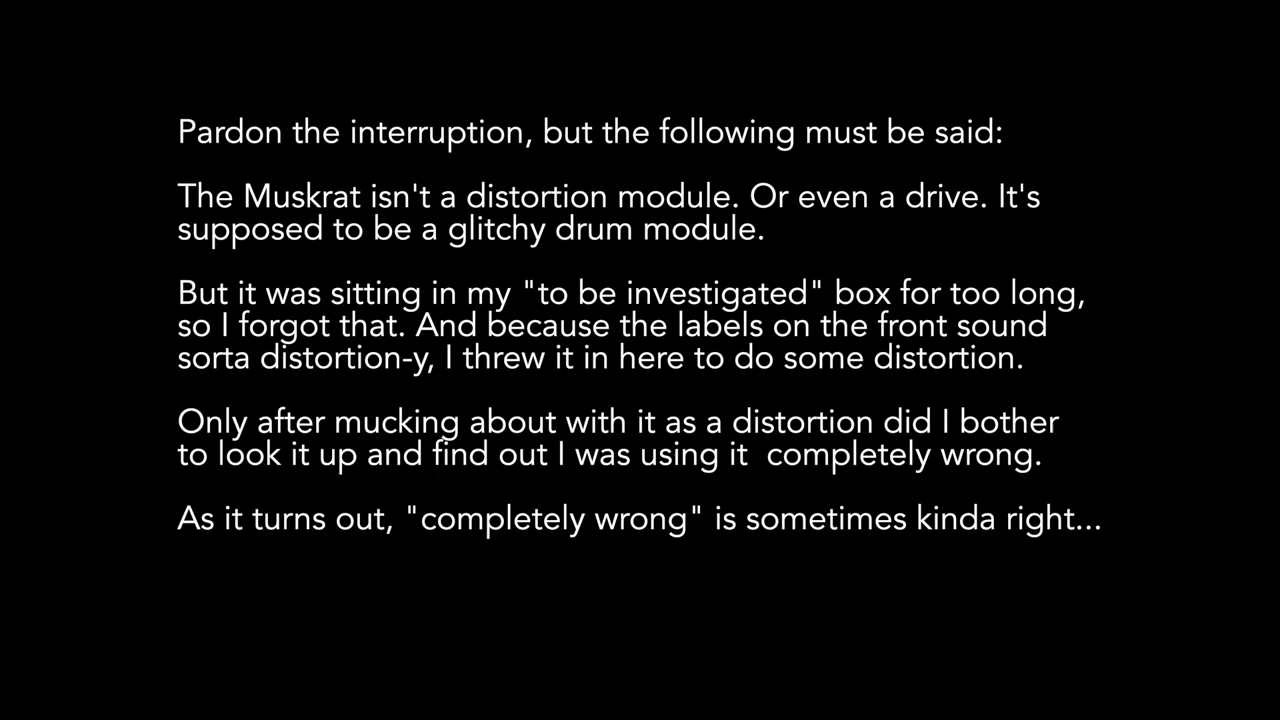 Pardon the interruption, but the following must be said:
The Muskrat isn't a distortion module. Or even a drive. It's
supposed to be a glitchy drum module.
But it was sitting in my "to be investigated" box for too long,
so I forgot that. And because the labels on the front sound
sorta distortion-y, I threw it in here to do some distortion.
Only after mucking about with it as a distortion did I bother
to look it up and find out I was using it  completely wrong.
As it turns out, "completely wrong" is sometimes kinda right...